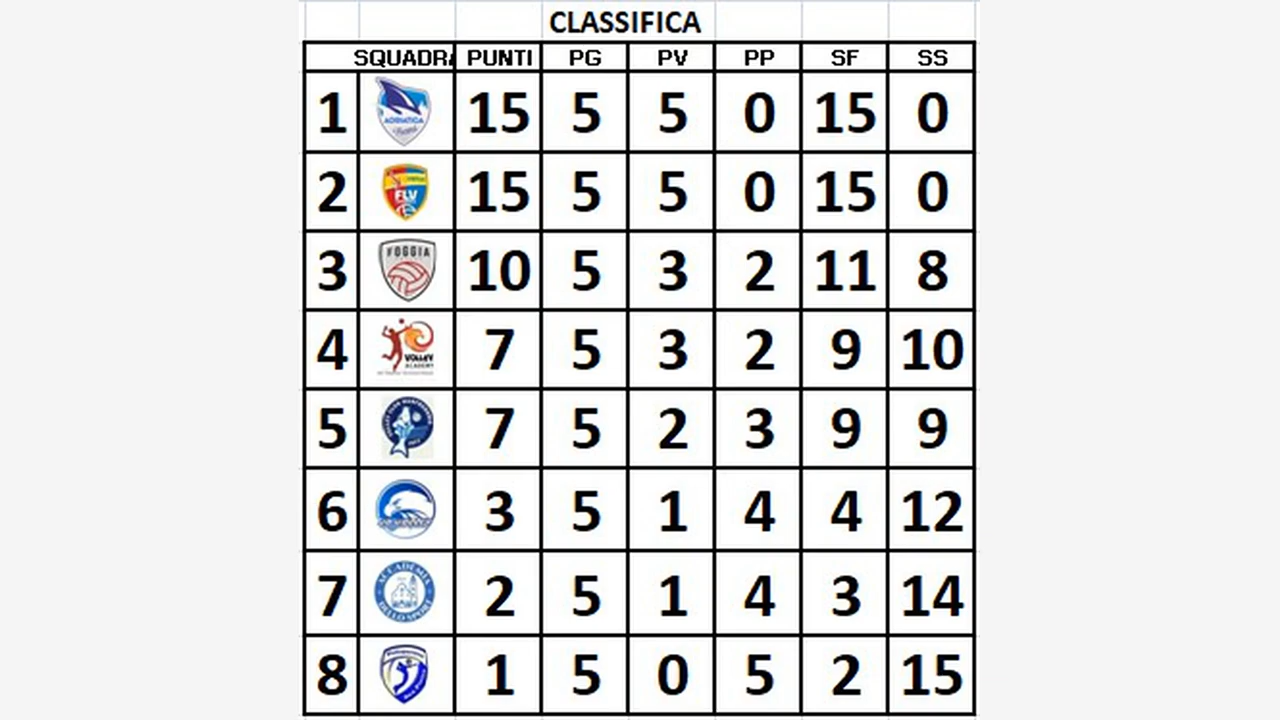 CLASSIFICA
SQUADRA PUNTI PG PV PP SF SS
1 ADRIATICA 15 5 5 0 15 0
2 FLV 15 5 5 0 15 0
3 FOGGIA 10 5 3 2 11 8
4 VOLLEY ACADEMY 7 5 3 2 9 10
5 7 5 2 3 9 9
6 3 5 1 4 4 12
7 ACCADEMIA DELLO SPORT 2 5 1 4 3 14
8 1 5 0 5 2 15